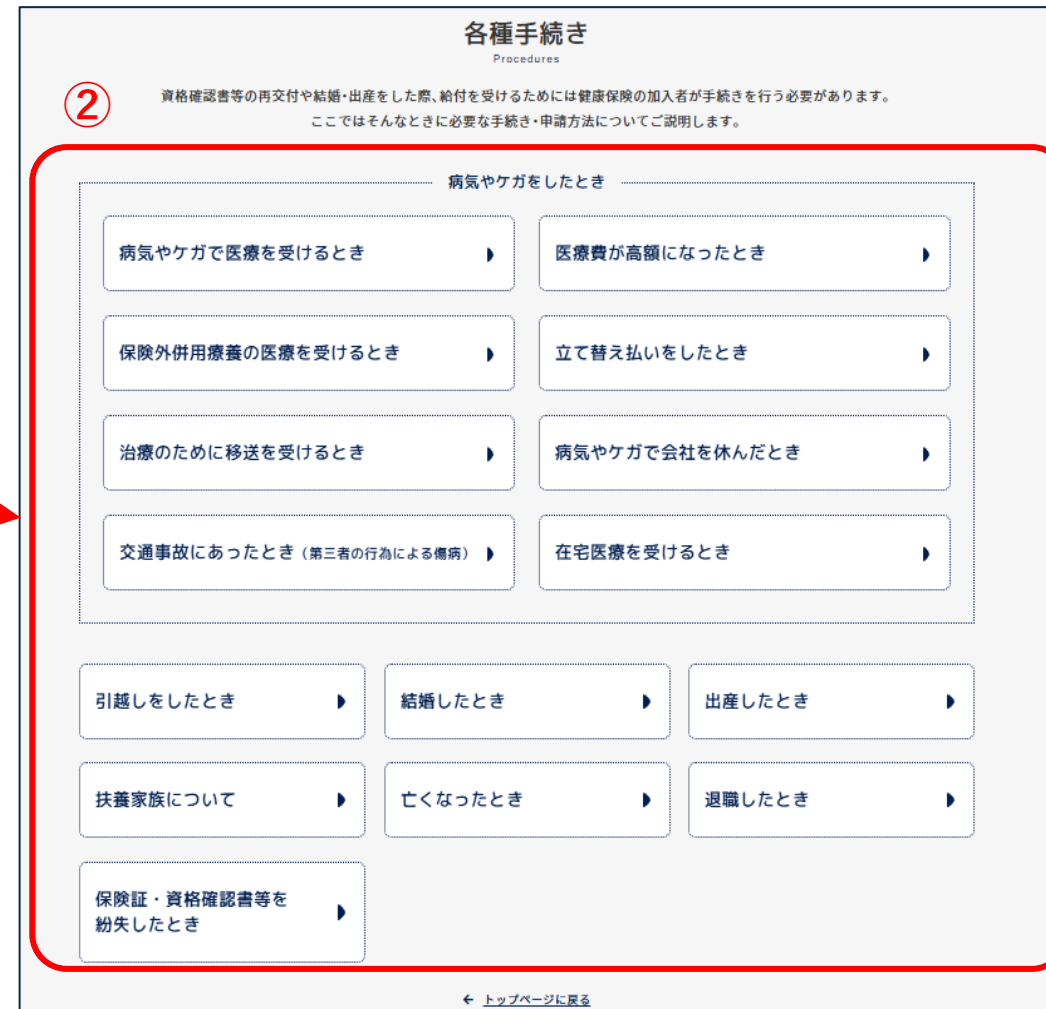 各種手続き
Procedures
②
資格確認書等の再交付や結婚・出産をした際、給付を受けるためには健康保険の加入者が手続きを行う必要があります。
ここではそんなときに必要な手続き・申請方法についてご説明します。
病気やケガをしたとき
病気やケガで医療を受けるとき
医療費が高額になったとき
保険外併用療養の医療を受けるとき
立て替え払いをしたとき
治療のために移送を受けるとき
病気やケガで会社を休んだとき
交通事故にあったとき（第三者の行為による傷病）
在宅医療を受けるとき
引越しをしたとき
結婚したとき
出産したとき
扶養家族について
亡くなったとき
退職したとき
保険証・資格確認書等を
紛失したとき
← トップページに戻る